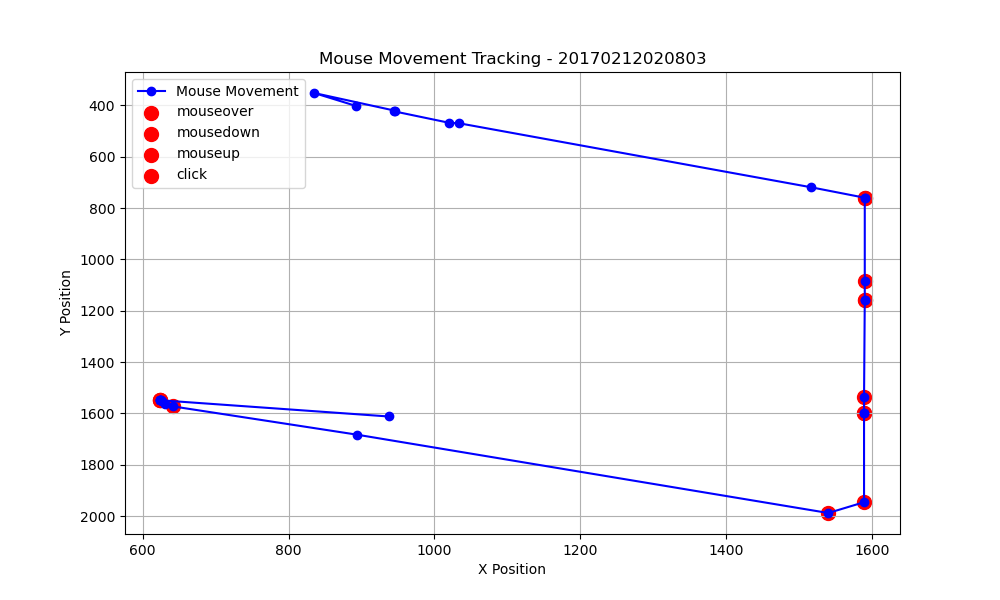 Mouse Movement Tracking - 20170212020803
Mouse Movement
mouseover
mousedown
mouseup
click
400
600
800
1000
1200
1400
1600
1800
2000
Y Position
600 800 1000 1200 1400 1600
X Position